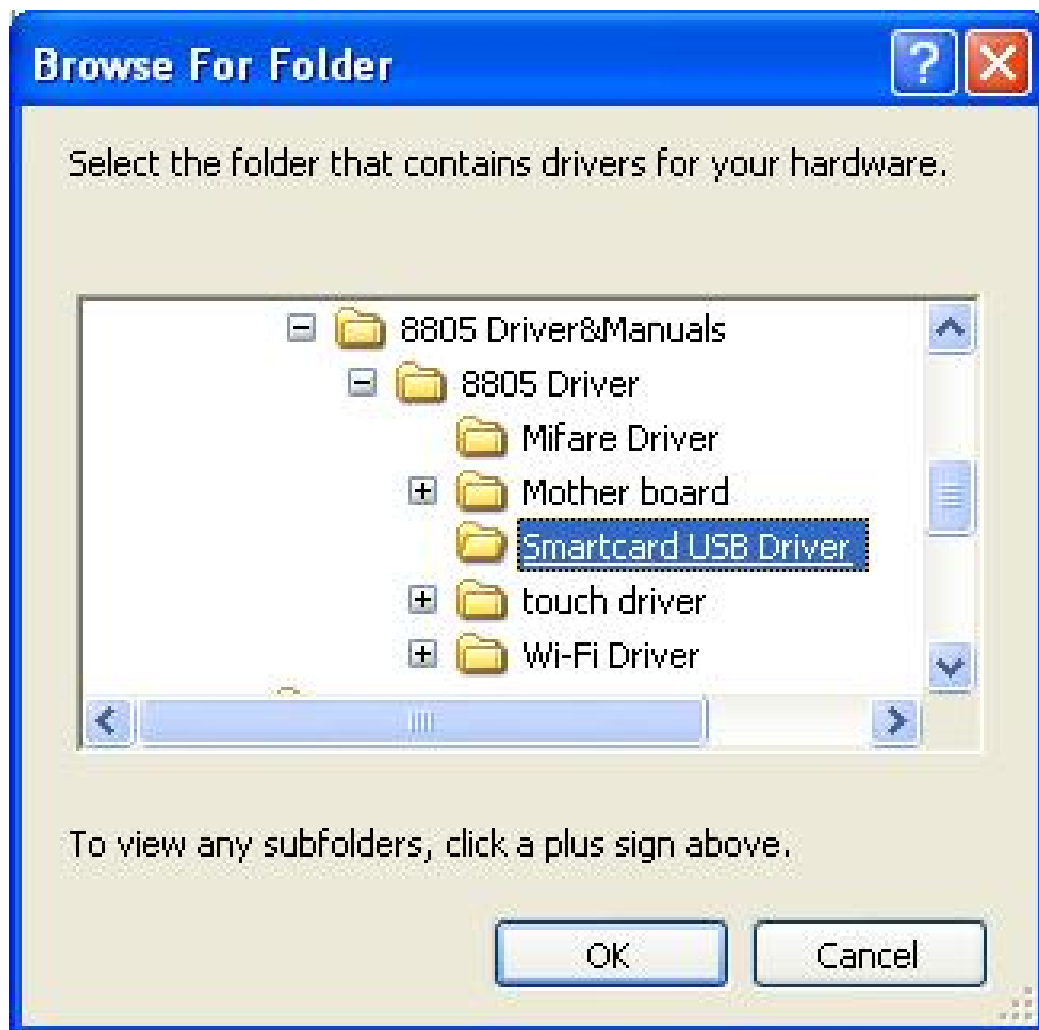 Browse For Folder
Select the folder that contains drivers for your hardware.
8805 Driver&Manuals
8805 Driver
Mifare Driver
Mother board
Smartcard USB Driver
touch driver
Wi-Fi Driver
To view any subfolders, click a plus sign above.
OK Cancel